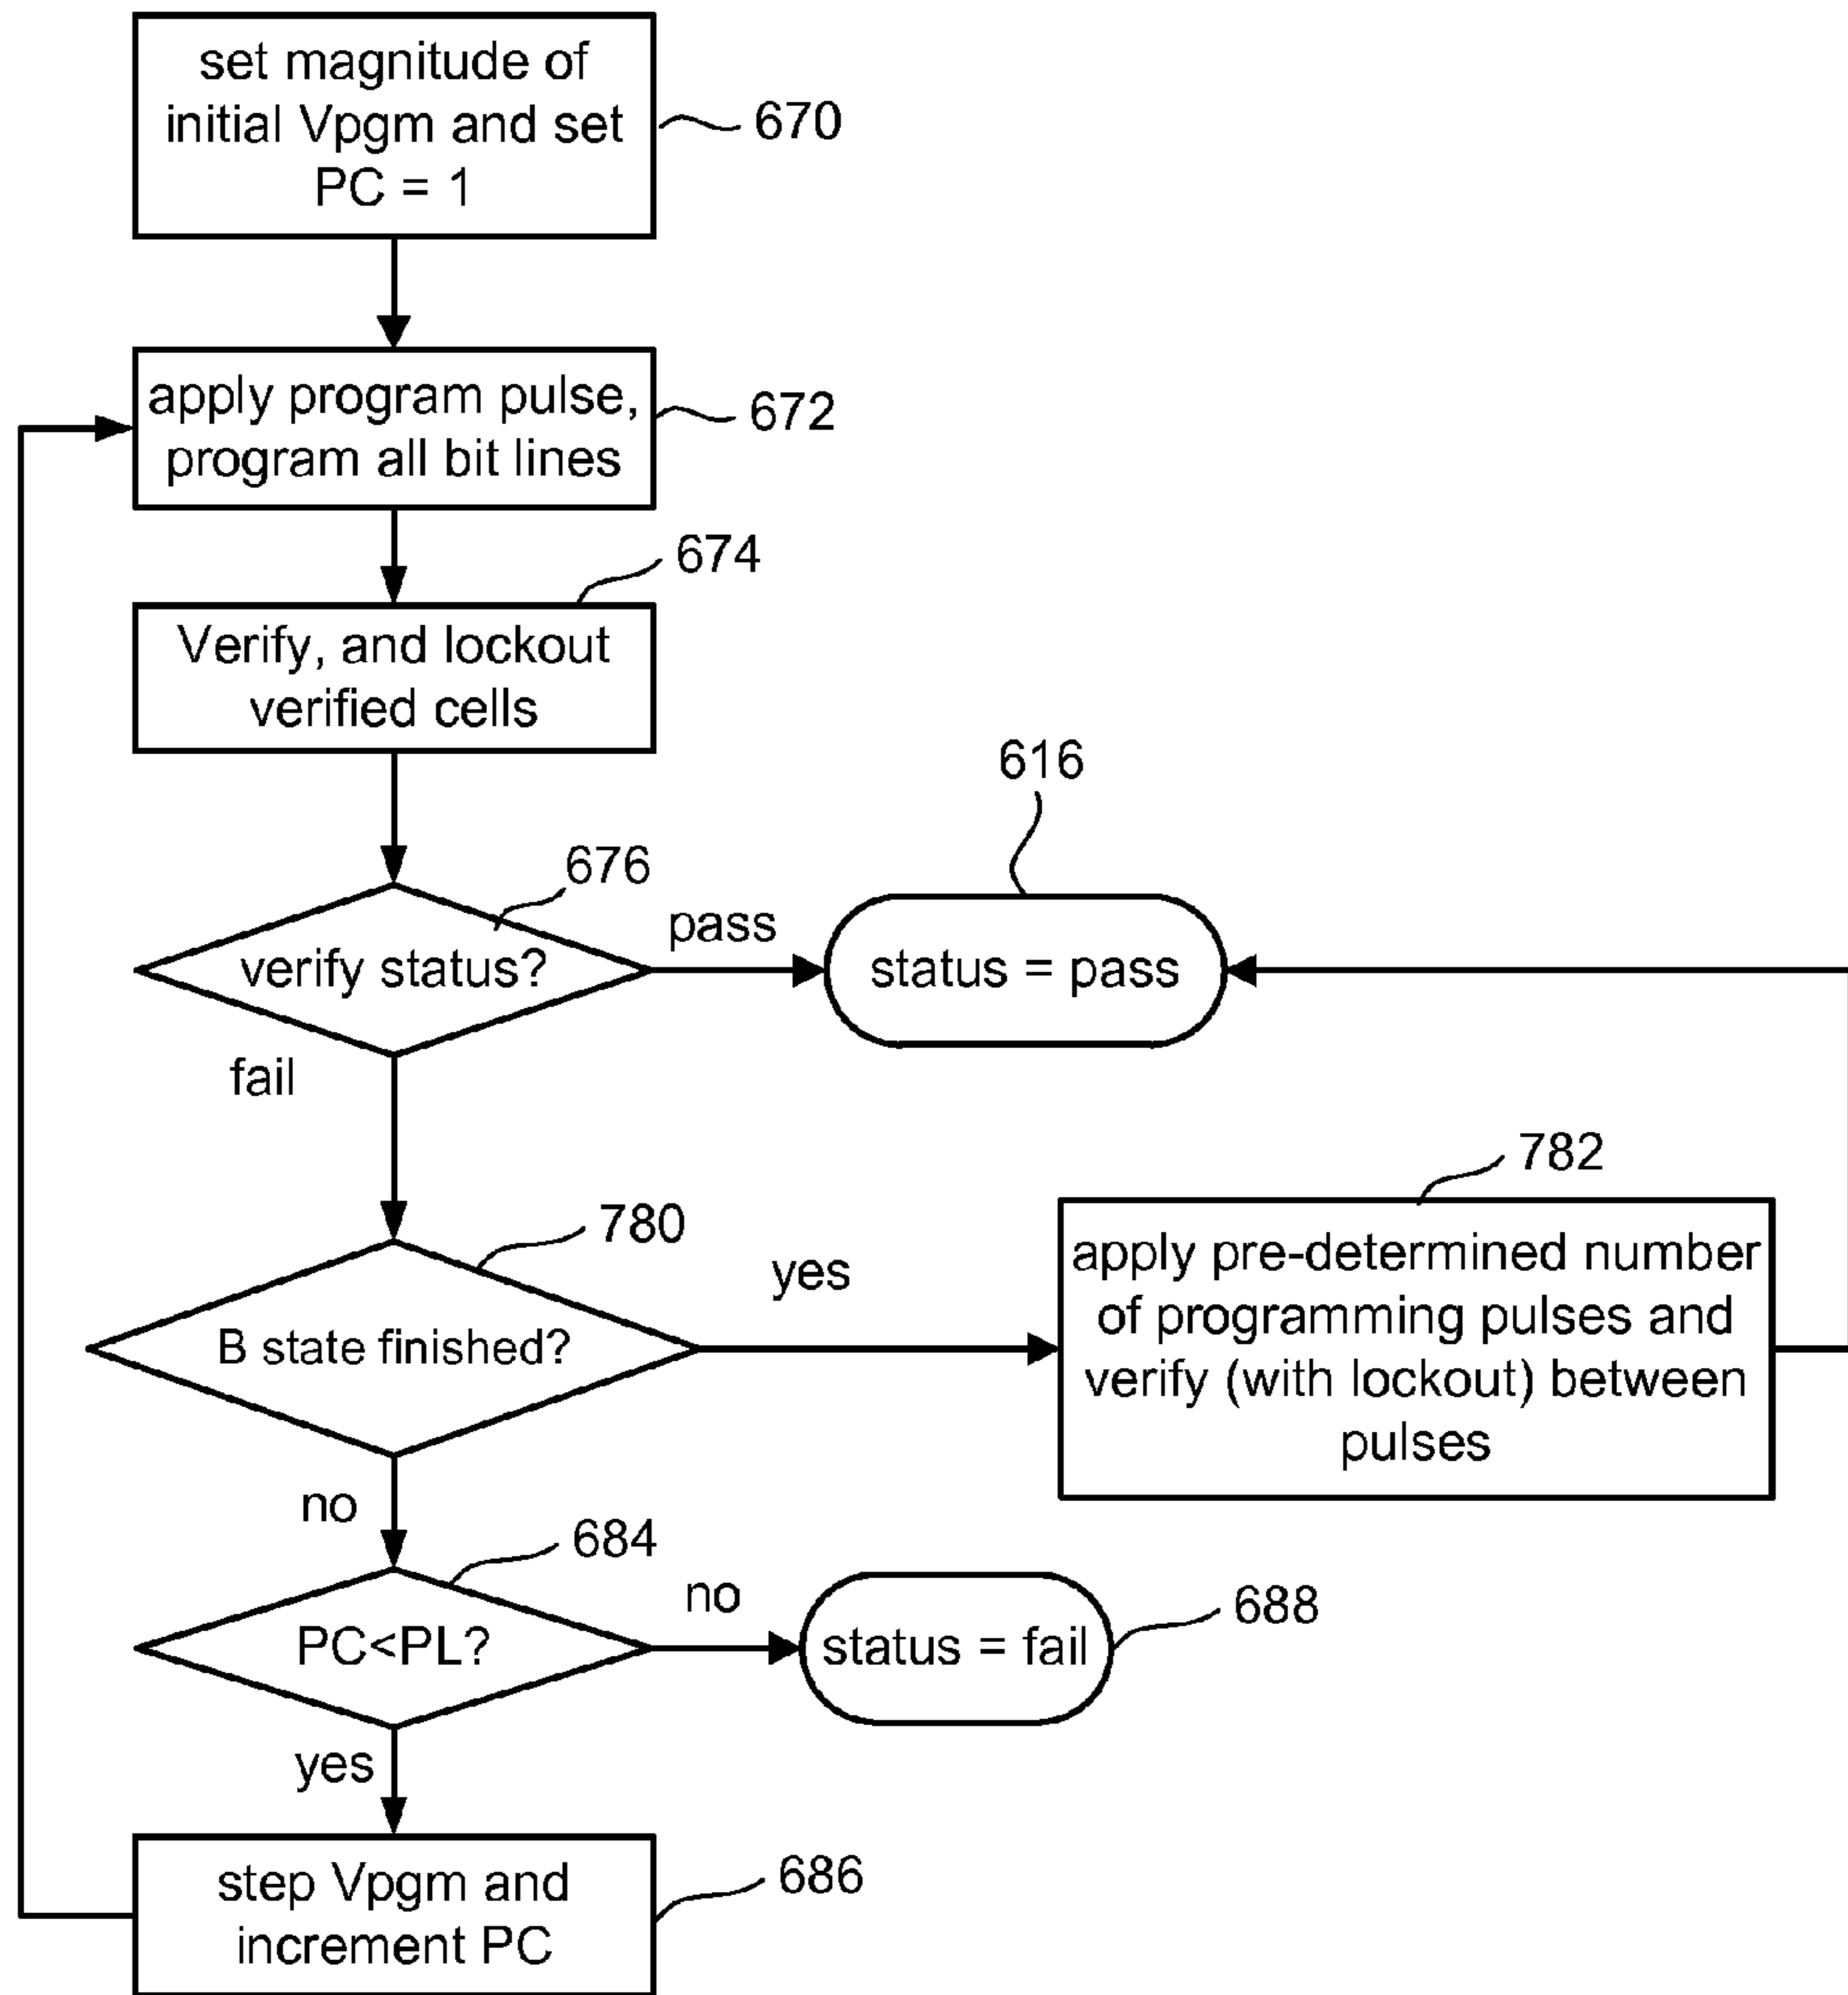 set magnitude of
initial Vpgm and set
PC = 1
670
apply program pulse,
program all bit lines
672
674
Verify, and lockout
verified cells
616
676
pass
verify status?
status = pass
fail
782
780
yes
apply pre-determined number
of programming pulses and
verify (with lockout) between
pulses
B state finished?
no
684
no
688
PC<PL?
status = fail
yes
686
step Vpgm and
increment PC